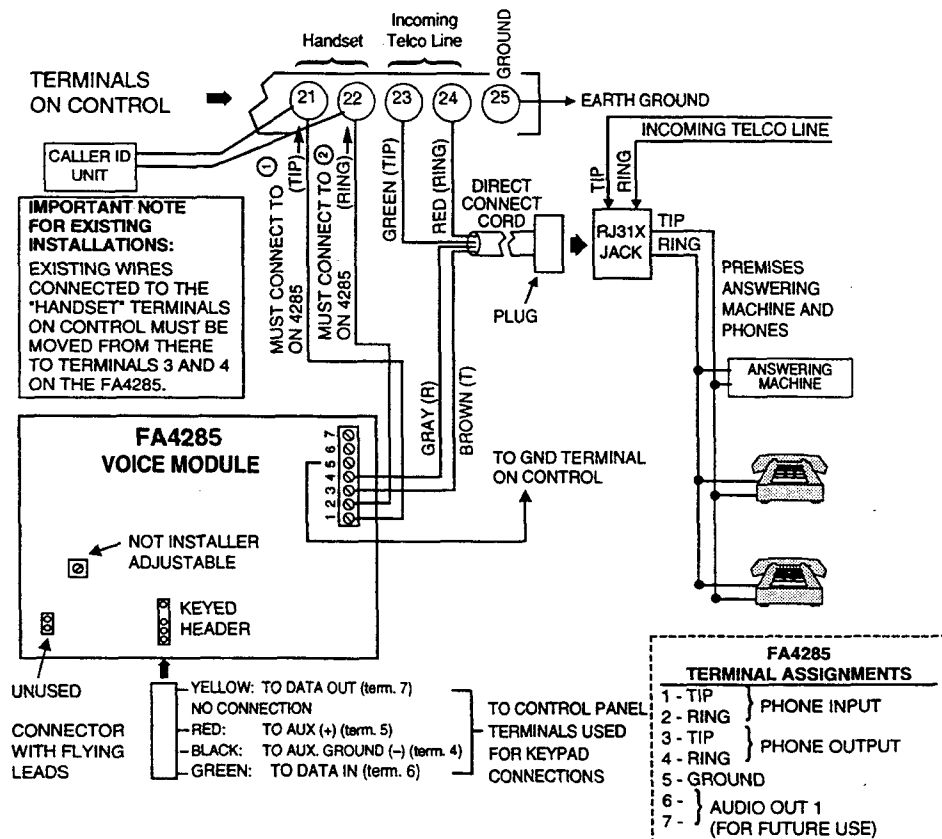 Handset
Incoming
Telco Line
GROUND
TERMINALS
ON CONTROL
21
22
23
24
25
EARTH GROUND
INCOMING TELCO LINE
CALLER ID
UNIT
MUST CONNECT TO ①
ON 4285
(TIP)
MUST CONNECT TO ②
ON 4285
(RING)
GREEN (TIP)
RED (RING)
DIRECT
CONNECT
CORD
PLUG
TIP
RING
RJ31X
JACK
TIP
RING
PREMISES
ANSWERING
MACHINE AND
PHONES
ANSWERING
MACHINE
IMPORTANT NOTE
FOR EXISTING
INSTALLATIONS:
EXISTING WIRES
CONNECTED TO THE
"HANDSET" TERMINALS
ON CONTROL MUST BE
MOVED FROM THERE
TO TERMINALS 3 AND 4
ON THE FA4285.
GRAY (R)
BROWN (T)
FA4285
VOICE MODULE
7
6
5
4
3
2
1
TO GND TERMINAL
ON CONTROL
NOT INSTALLER
ADJUSTABLE
KEYED
HEADER
UNUSED
CONNECTOR
WITH FLYING
LEADS
YELLOW: TO DATA OUT (term. 7)
NO CONNECTION
RED: TO AUX (+) (term. 5)
BLACK: TO AUX. GROUND (–) (term. 4)
GREEN: TO DATA IN (term. 6)
TO CONTROL PANEL
TERMINALS USED
FOR KEYPAD
CONNECTIONS
FA4285
TERMINAL ASSIGNMENTS
1 - TIP
2 - RING
PHONE INPUT
3 - TIP
4 - RING
PHONE OUTPUT
5 - GROUND
6 -
7 -
AUDIO OUT 1
(FOR FUTURE USE)